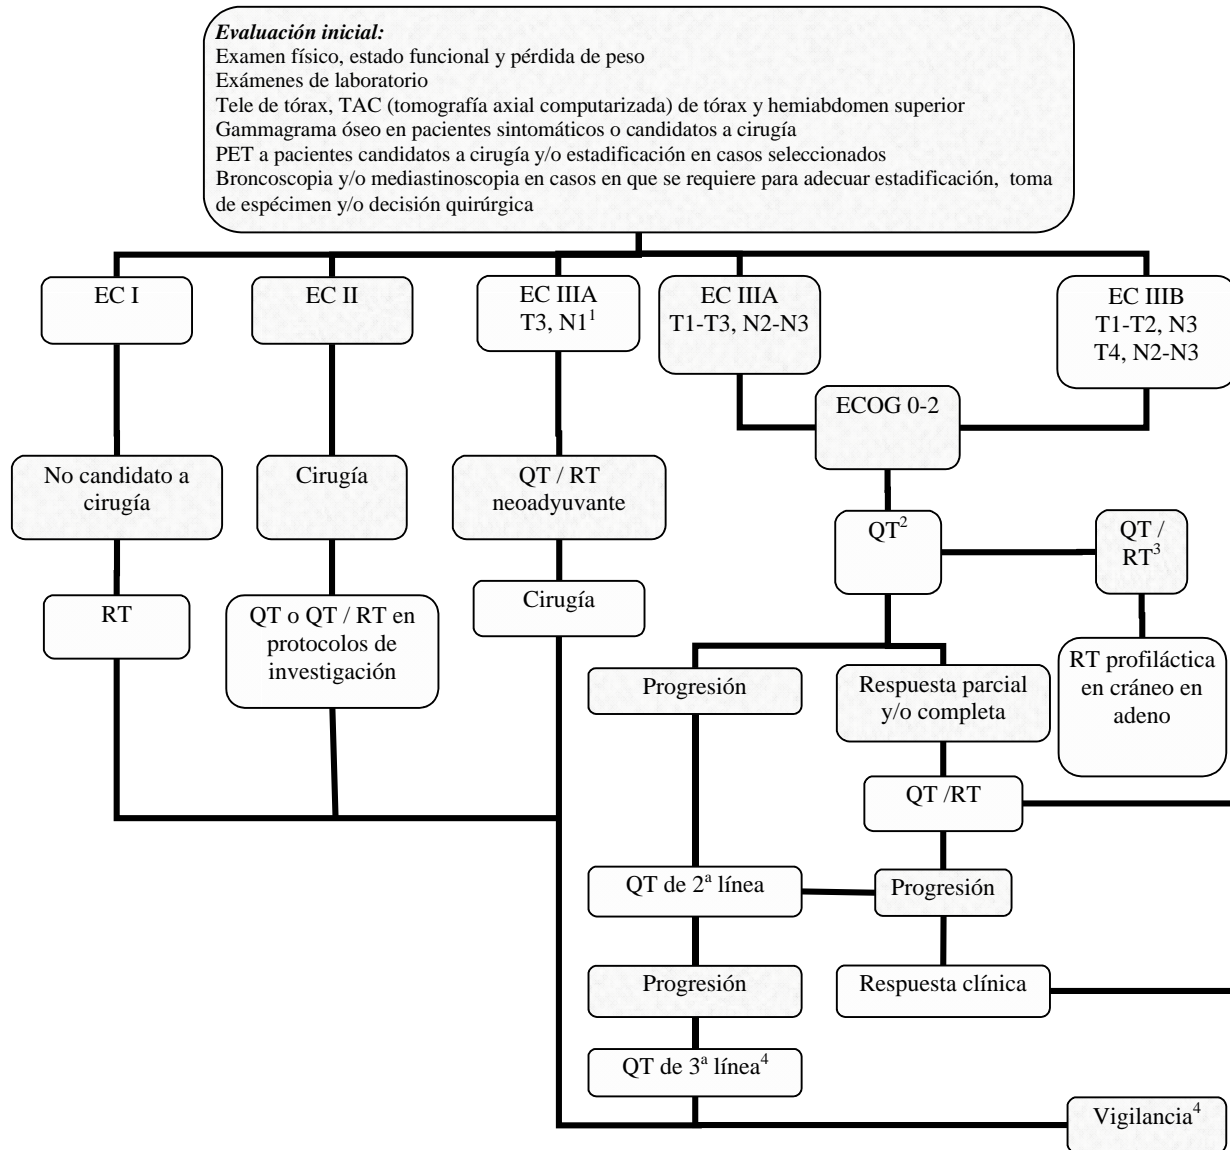 Evaluación inicial:
Examen físico, estado funcional y pérdida de peso
Exámenes de laboratorio
Tele de tórax, TAC (tomografía axial computarizada) de tórax y hemiabdomen superior
Gammagrama óseo en pacientes sintomáticos o candidatos a cirugía
PET a pacientes candidatos a cirugía y/o estadificación en casos seleccionados
Broncoscopia y/o mediastinoscopia en casos en que se requiere para adecuar estadificación, toma
de espécimen y/o decisión quirúrgica
EC I
EC II
EC IIIA
T3, N1¹
EC IIIA
T1-T3, N2-N3
EC IIIB
T1-T2, N3
T4, N2-N3
ECOG 0-2
No candidato a
cirugía
Cirugía
QT / RT
neoadyuvante
QT²
QT /
RT³
RT
QT o QT / RT en
protocolos de
investigación
Cirugía
Progresión
Respuesta parcial
y/o completa
RT profiláctica
en cráneo en
adeno
QT /RT
QT de 2ª línea
Progresión
Progresión
Respuesta clínica
QT de 3ª línea⁴
Vigilancia⁴